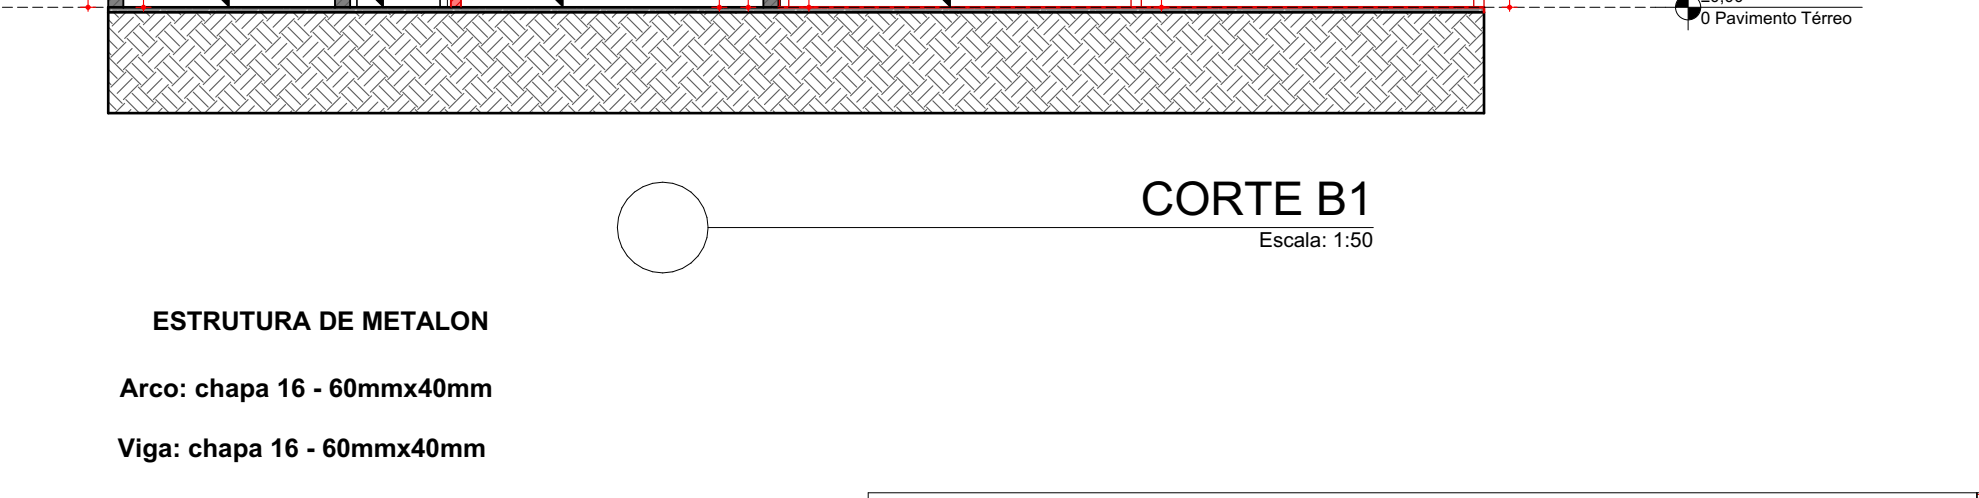 0 Pavimento Térreo
CORTE B1
Escala: 1:50
ESTRUTURA DE METALON
Arco: chapa 16 - 60mmx40mm
Viga: chapa 16 - 60mmx40mm